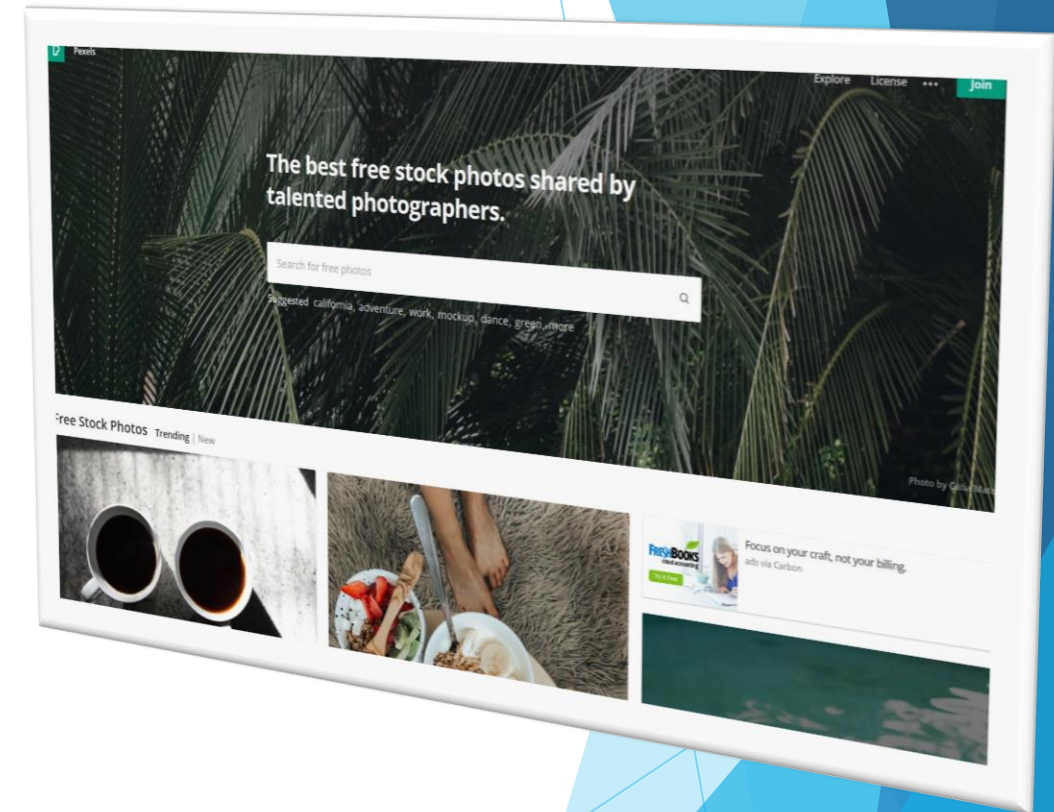 Pexels
Explore License ••• Join
The best free stock photos shared by
talented photographers.
Search for free photos
Suggested california, adventure, work, mockup, dance, green, more
Photo by
Free Stock Photos Trending | New
FRESHBOOKS
cloud accounting
Try It Free
Focus on your craft, not your billing.
ads via Carbon